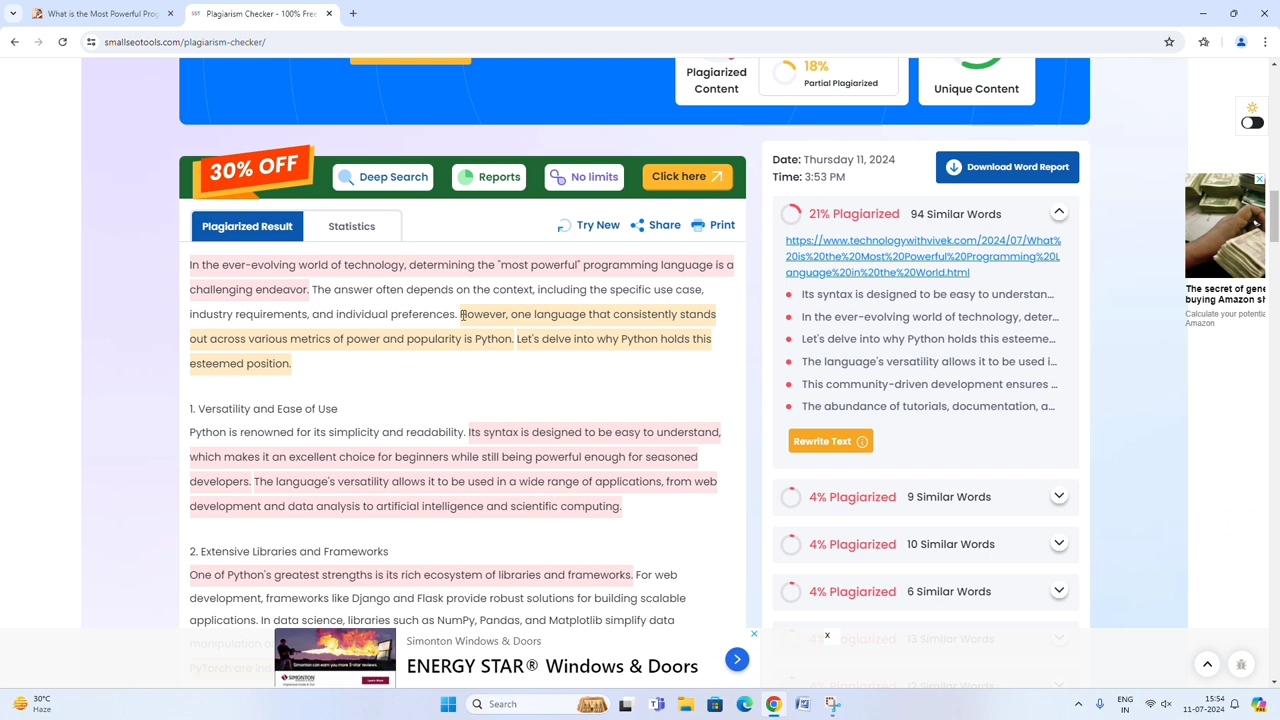 What is the Most Powerful Prog
Plagiarism Checker - 100% Free
smallseotools.com/plagiarism-checker/
Plagiarized
Content
18%
Partial Plagiarized
Unique Content
30% OFF
Deep Search
Reports
No limits
Click here
Date: Thursday 11, 2024
Time: 3:53 PM
Download Word Report
Plagiarized Result
Statistics
Try New
Share
Print
In the ever-evolving world of technology, determining the "most powerful" programming language is a
challenging endeavor. The answer often depends on the context, including the specific use case,
industry requirements, and individual preferences. However, one language that consistently stands
out across various metrics of power and popularity is Python. Let's delve into why Python holds this
esteemed position.
1. Versatility and Ease of Use
Python is renowned for its simplicity and readability. Its syntax is designed to be easy to understand,
which makes it an excellent choice for beginners while still being powerful enough for seasoned
developers. The language's versatility allows it to be used in a wide range of applications, from web
development and data analysis to artificial intelligence and scientific computing.
2. Extensive Libraries and Frameworks
One of Python's greatest strengths is its rich ecosystem of libraries and frameworks. For web
development, frameworks like Django and Flask provide robust solutions for building scalable
applications. In data science, libraries such as NumPy, Pandas, and Matplotlib simplify data
21% Plagiarized 94 Similar Words
https://www.technologywithvivek.com/2024/07/What%
20is%20the%20Most%20Powerful%20Programming%20L
anguage%20in%20the%20World.html
Its syntax is designed to be easy to understan...
In the ever-evolving world of technology, deter...
Let's delve into why Python holds this esteeme...
The language's versatility allows it to be used i...
This community-driven development ensures ...
The abundance of tutorials, documentation, a...
Rewrite Text
4% Plagiarized 9 Similar Words
4% Plagiarized 10 Similar Words
4% Plagiarized 6 Similar Words
4% Plagiarized 13 Similar Words
The secret of gene
buying Amazon sh
Calculate your potentia
Amazon
Simonton can earn you more 5-star reviews.
SIMONTON
Learn More
Simonton Windows & Doors
ENERGY STAR® Windows & Doors
x
30°C
Haze
Search
ENG
IN
15:54
11-07-2024